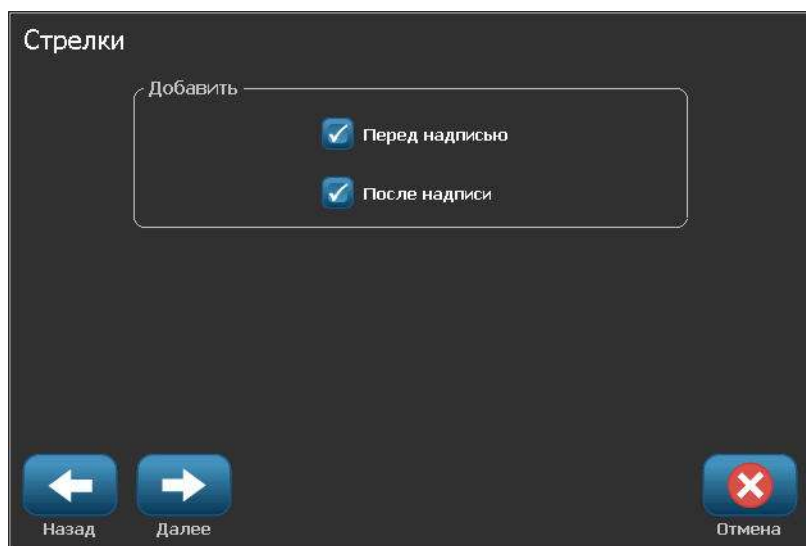 Стрелки
Добавить
Перед надписью
После надписи
Назад
Далее
Отмена